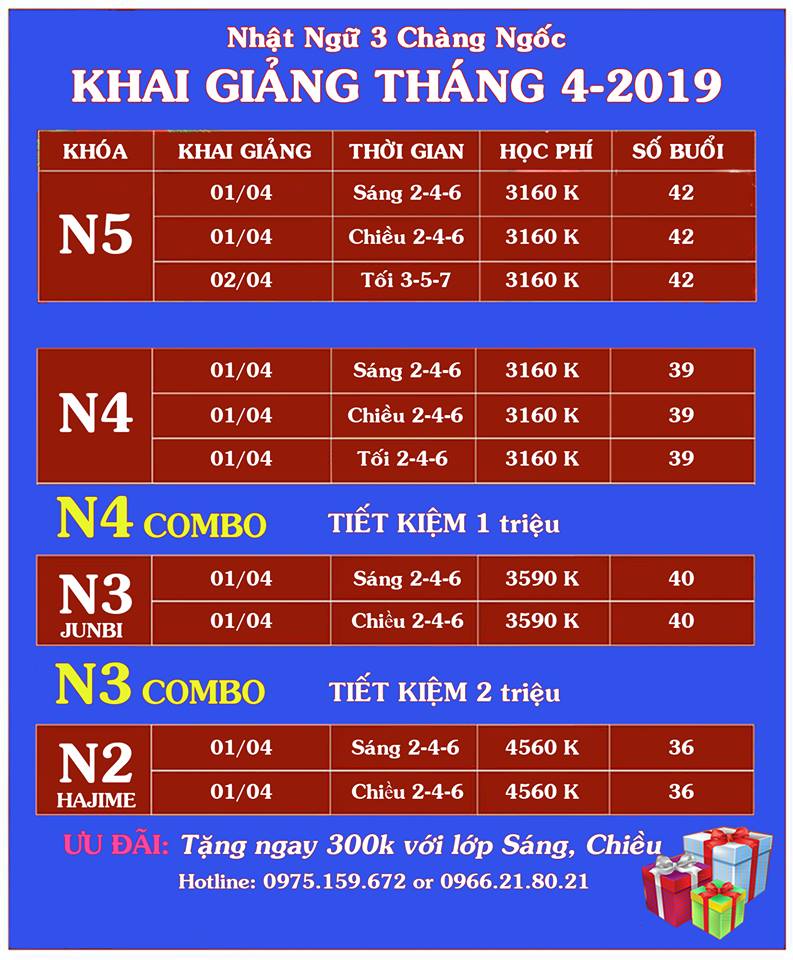 Nhật Ngữ 3 Chàng Ngốc
KHAI GIẢNG THÁNG 4-2019
KHÓA KHAI GIẢNG THỜI GIAN HỌC PHÍ SỐ BUỔI
N5
01/04 Sáng 2-4-6 3160 K 42
01/04 Chiều 2-4-6 3160 K 42
02/04 Tối 3-5-7 3160 K 42
N4
01/04 Sáng 2-4-6 3160 K 39
01/04 Chiều 2-4-6 3160 K 39
01/04 Tối 2-4-6 3160 K 39
N4 COMBO TIẾT KIỆM 1 triệu
N3
JUNBI
01/04 Sáng 2-4-6 3590 K 40
01/04 Chiều 2-4-6 3590 K 40
N3 COMBO TIẾT KIỆM 2 triệu
N2
HAJIME
01/04 Sáng 2-4-6 4560 K 36
01/04 Chiều 2-4-6 4560 K 36
ƯU ĐÃI: Tặng ngay 300k với lớp Sáng, Chiều
Hotline: 0975.159.672 or 0966.21.80.21